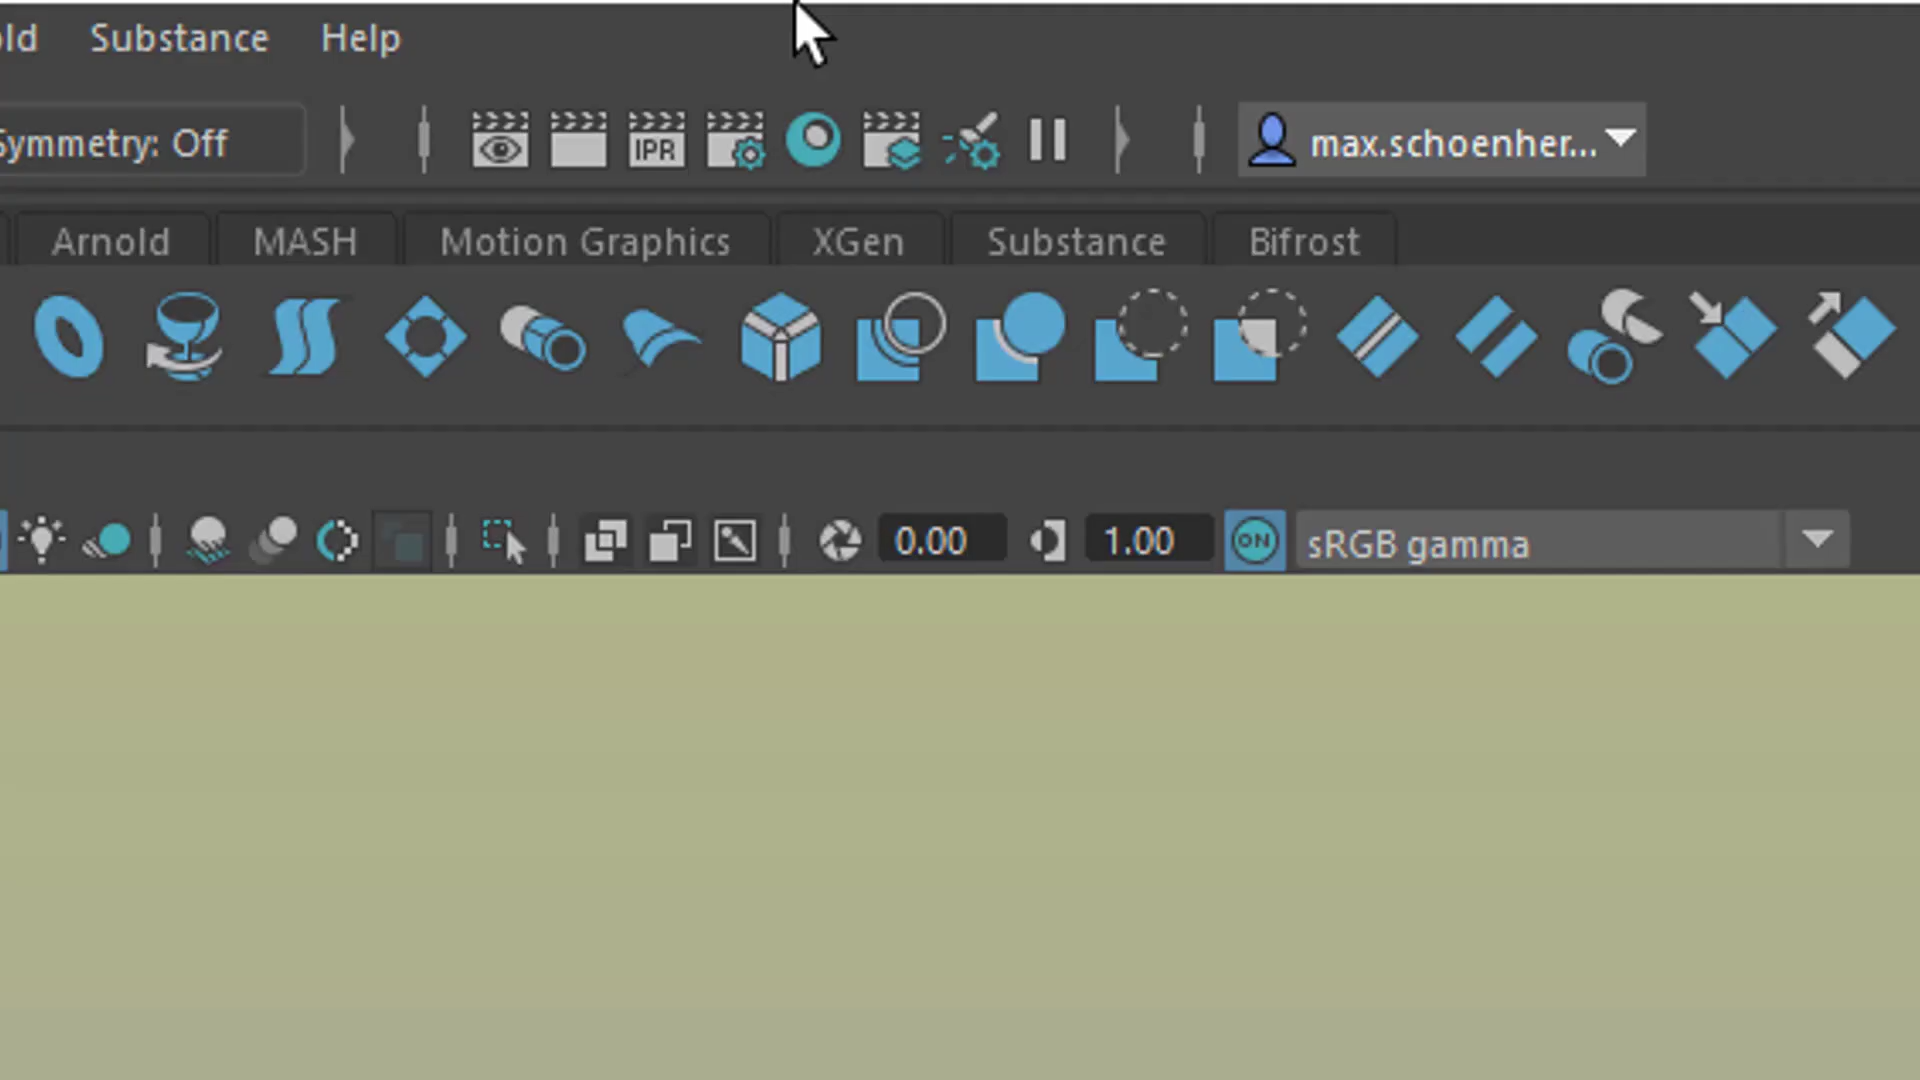 ld Substance Help
Symmetry: Off IPR max.schoenher...
Arnold MASH Motion Graphics XGen Substance Bifrost
0.00 1.00 ON sRGB gamma